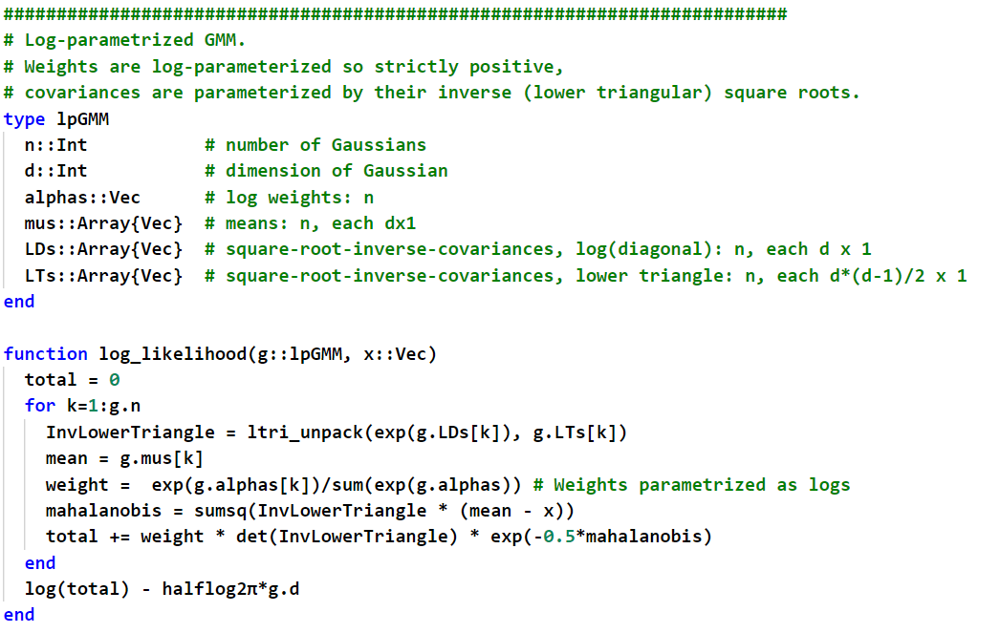 ##########################################################################
# Log-parametrized GMM.
# Weights are log-parameterized so strictly positive,
# covariances are parameterized by their inverse (lower triangular) square roots.
type lpGMM
  n::Int           # number of Gaussians
  d::Int           # dimension of Gaussian
  alphas::Vec      # log weights: n
  mus::Array{Vec}  # means: n, each dx1
  LDs::Array{Vec}  # square-root-inverse-covariances, log(diagonal): n, each d x 1
  LTs::Array{Vec}  # square-root-inverse-covariances, lower triangle: n, each d*(d-1)/2 x 1
end

function log_likelihood(g::lpGMM, x::Vec)
  total = 0
  for k=1:g.n
    InvLowerTriangle = ltri_unpack(exp(g.LDs[k]), g.LTs[k])
    mean = g.mus[k]
    weight =  exp(g.alphas[k])/sum(exp(g.alphas)) # Weights parametrized as logs
    mahalanobis = sumsq(InvLowerTriangle * (mean - x))
    total += weight * det(InvLowerTriangle) * exp(-0.5*mahalanobis)
  end
  log(total) - halflog2π*g.d
end